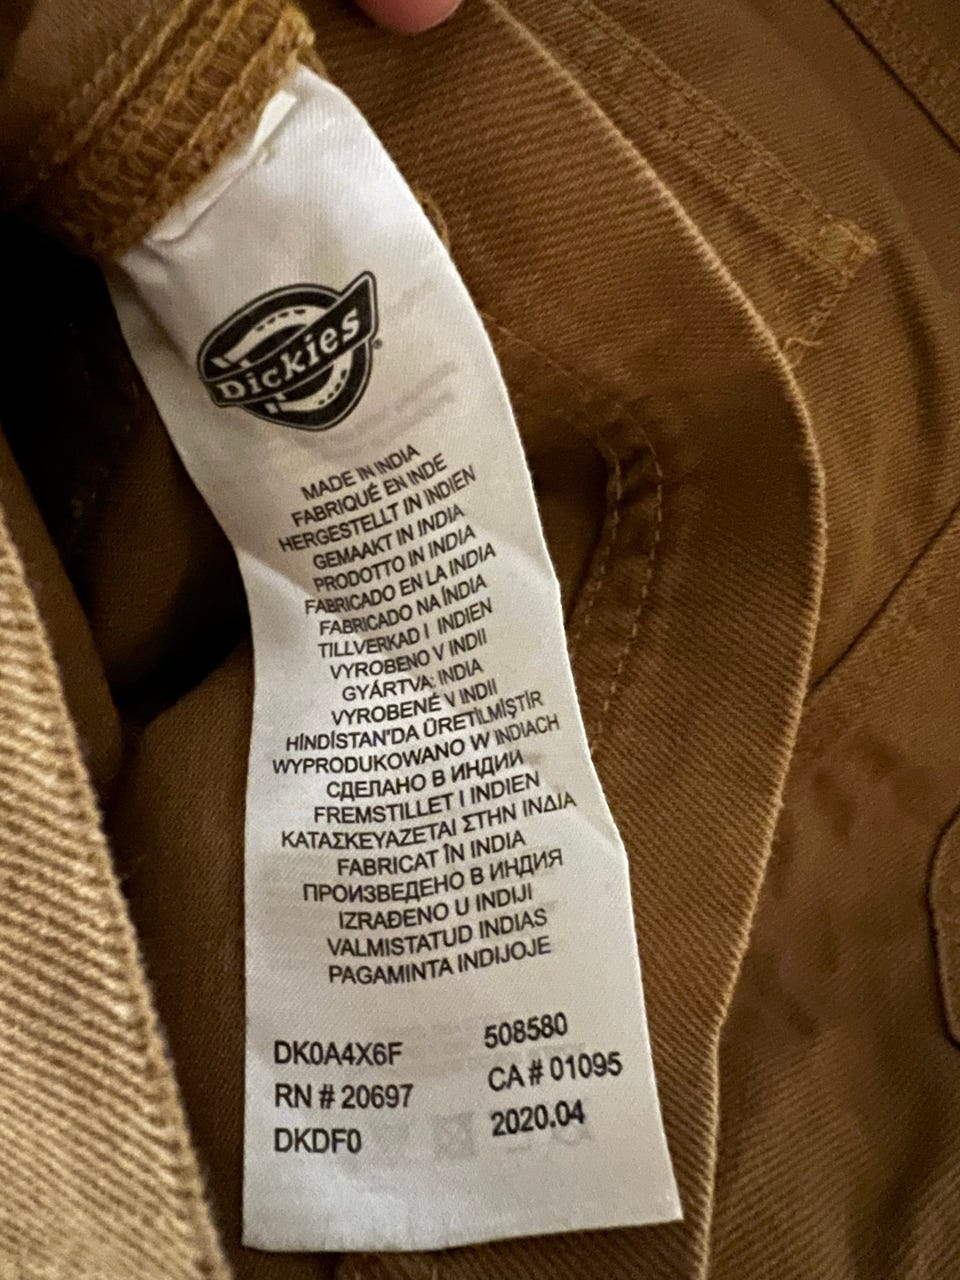 Dickies
MADE IN INDIA
FABRIQUÉ EN INDE
HERGESTELLT IN INDIEN
GEMAAKT IN INDIA
PRODOTTO IN INDIA
FABRICADO EN LA INDIA
FABRICADO NA ÍNDIA
TILLVERKAD I INDIEN
VYROBENO V INDII
GYÁRTVA: INDIA
VYROBENÉ V INDII
HİNDİSTAN'DA ÜRETİLMİŞTİR
WYPRODUKOWANO W INDIACH
СДЕЛАНО В ИНДИИ
FREMSTILLET I INDIEN
ΚΑΤΑΣΚΕΥΑΖΕΤΑΙ ΣΤΗΝ ΙΝΔΙΑ
FABRICAT ÎN INDIA
ПРОИЗВЕДЕНО В ИНДИЯ
IZRAĐENO U INDIJI
VALMISTATUD INDIAS
PAGAMINTA INDIJOJE
DK0A4X6F 508580
RN # 20697 CA # 01095
DKDF0 2020.04